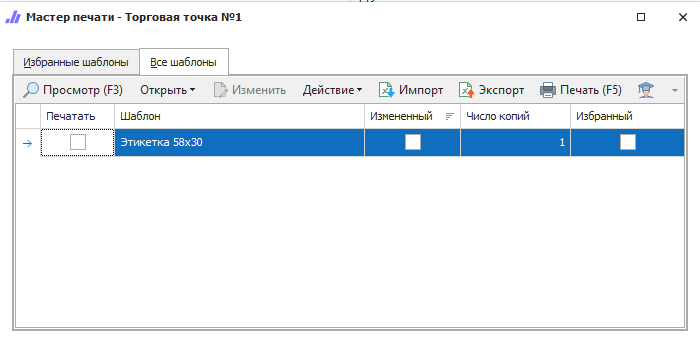 Мастер печати - Торговая точка №1
Избранные шаблоны Все шаблоны
Просмотр (F3) Открыть Изменить Действие Импорт Экспорт Печать (F5)
Печатать Шаблон Измененный Число копий Избранный
Этикетка 58x30 1